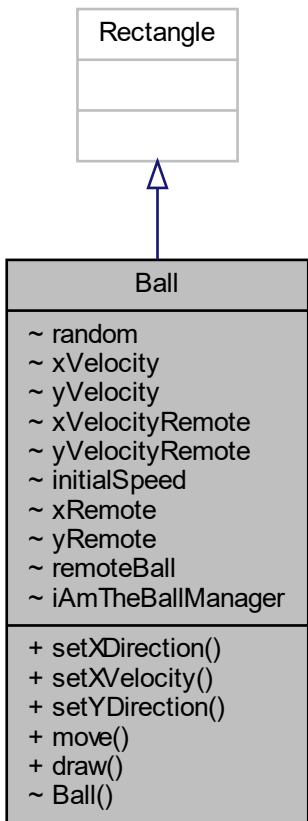 Rectangle
Ball
~ random
~ xVelocity
~ yVelocity
~ xVelocityRemote
~ yVelocityRemote
~ initialSpeed
~ xRemote
~ yRemote
~ remoteBall
~ iAmTheBallManager
+ setXDirection()
+ setXVelocity()
+ setYDirection()
+ move()
+ draw()
~ Ball()